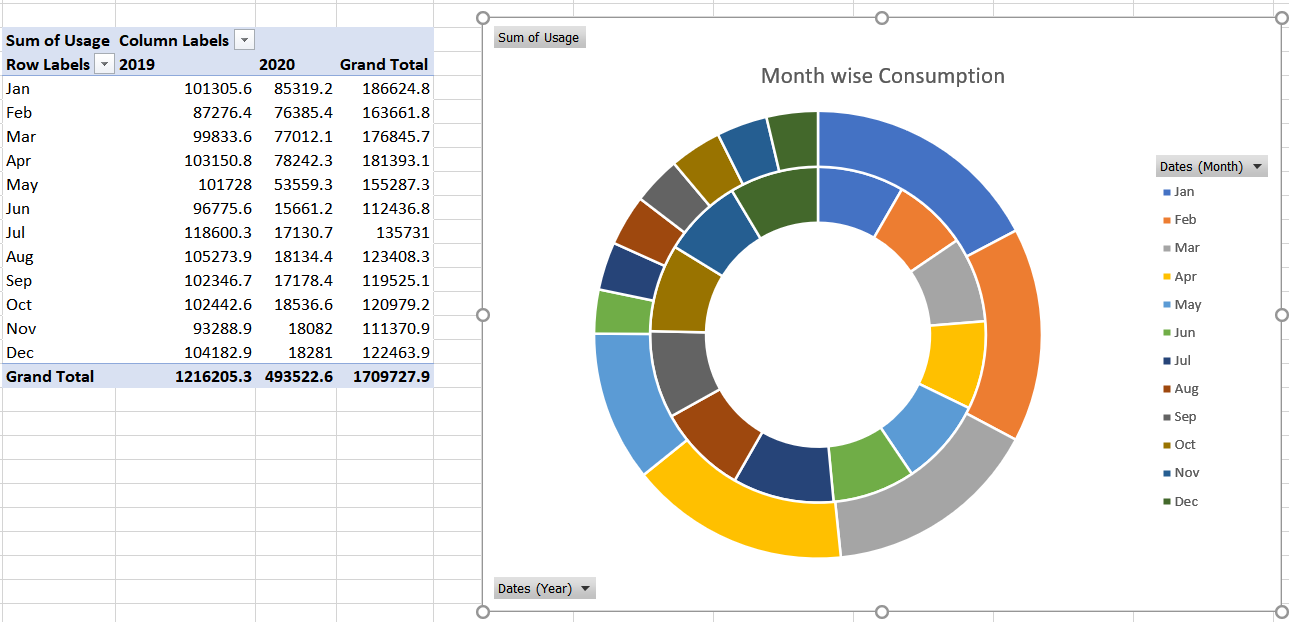 Sum of Usage Column Labels
Row Labels 2019 2020 Grand Total
Jan 101305.6 85319.2 186624.8
Feb 87276.4 76385.4 163661.8
Mar 99833.6 77012.1 176845.7
Apr 103150.8 78242.3 181393.1
May 101728 53559.3 155287.3
Jun 96775.6 15661.2 112436.8
Jul 118600.3 17130.7 135731
Aug 105273.9 18134.4 123408.3
Sep 102346.7 17178.4 119525.1
Oct 102442.6 18536.6 120979.2
Nov 93288.9 18082 111370.9
Dec 104182.9 18281 122463.9
Grand Total 1216205.3 493522.6 1709727.9
Sum of Usage
Month wise Consumption
Dates (Month)
Jan
Feb
Mar
Apr
May
Jun
Jul
Aug
Sep
Oct
Nov
Dec
Dates (Year)